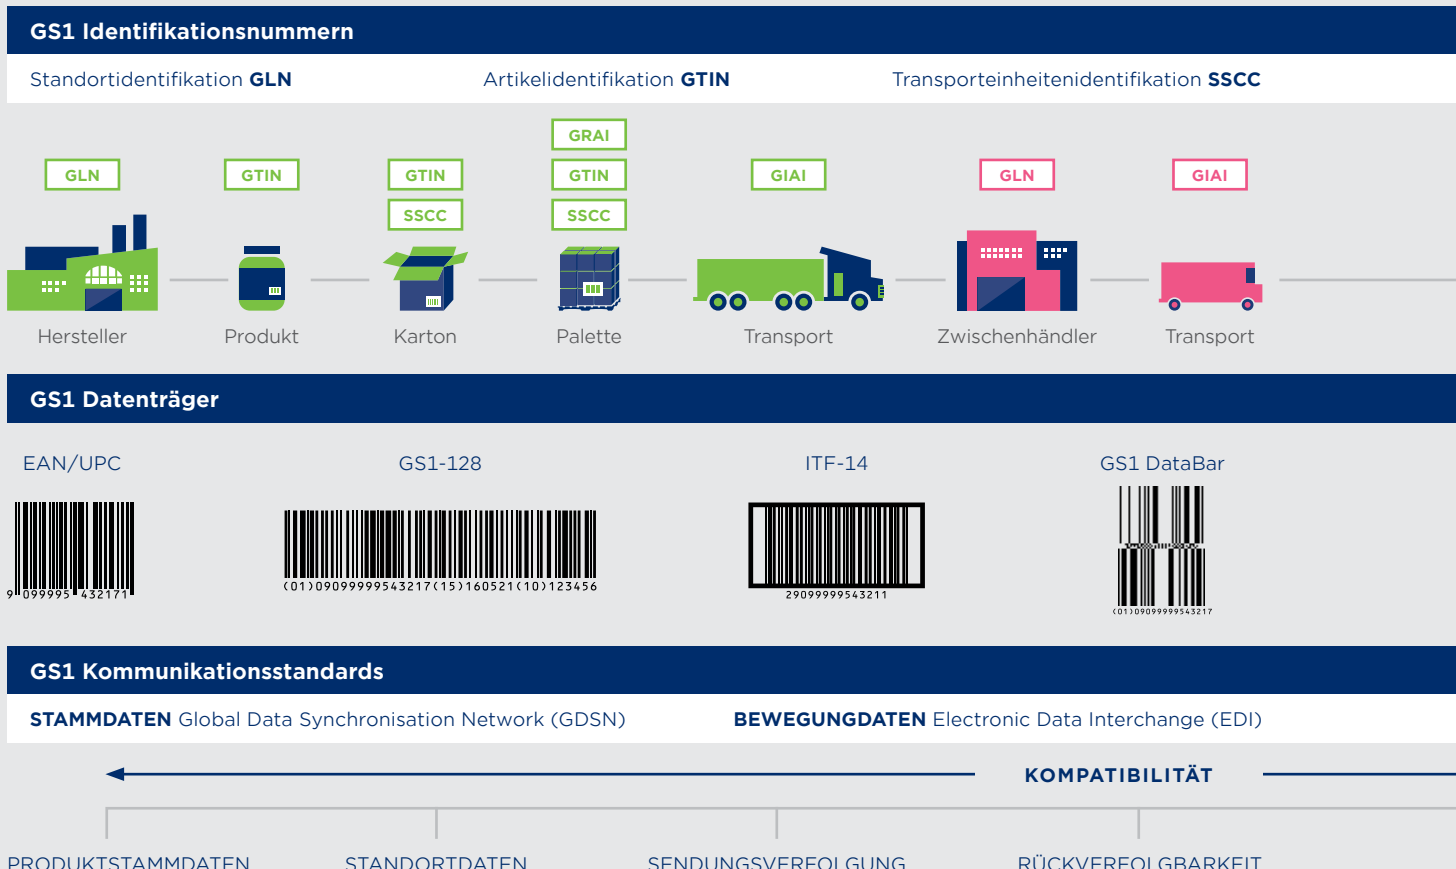 GS1 Identifikationsnummern
Standortidentifikation GLN Artikelidentifikation GTIN Transporteinheitenidentifikation SSCC
GRAI
GLN GTIN GTIN GTIN GIAI GLN GIAI
SSCC SSCC
Hersteller Produkt Karton Palette Transport Zwischenhändler Transport
GS1 Datenträger
EAN/UPC GS1-128 ITF-14 GS1 DataBar
9 099995 432171
(01)09099999543217(15)160521(10)123456
29099999543211
(01)09099999543217
GS1 Kommunikationsstandards
STAMMDATEN Global Data Synchronisation Network (GDSN) BEWEGUNGDATEN Electronic Data Interchange (EDI)
KOMPATIBILITÄT
PRODUKTSTAMMDATEN STANDORTDATEN SENDUNGSVERFOLGUNG RÜCKVERFOLGBARKEIT